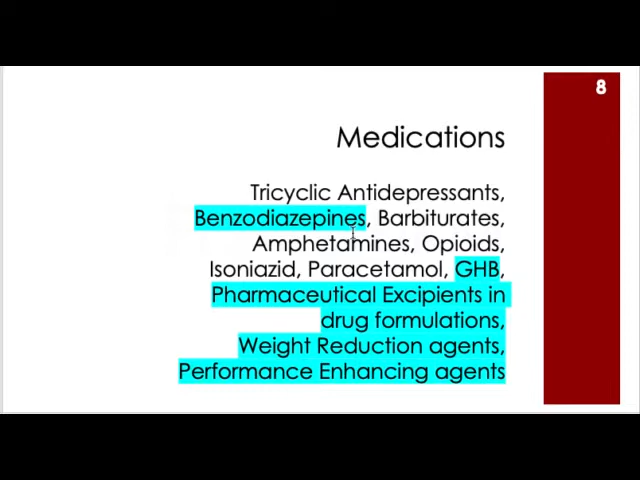 8
Medications
Tricyclic Antidepressants,
Benzodiazepines, Barbiturates,
Amphetamines, Opioids,
Isoniazid, Paracetamol, GHB,
Pharmaceutical Excipients in
drug formulations,
Weight Reduction agents,
Performance Enhancing agents